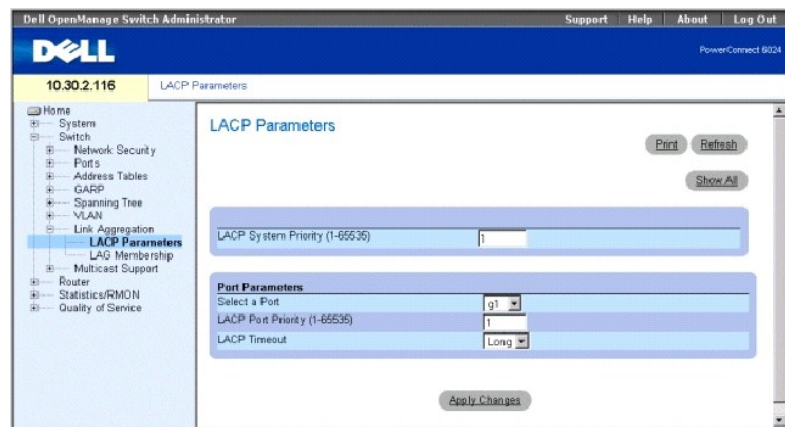 Dell OpenManage Switch Administrator
Support Help About Log Out
DELL
PowerConnect 6024
10.30.2.116
LACP Parameters
Home
System
Switch
Network Security
Ports
Address Tables
GARP
Spanning Tree
VLAN
Link Aggregation
LACP Parameters
LAG Membership
Multicast Support
Router
Statistics/RMON
Quality of Service
LACP Parameters
Print Refresh
Show All
LACP System Priority (1-65535) 1
Port Parameters
Select a Port g1
LACP Port Priority (1-65535) 1
LACP Timeout Long
Apply Changes